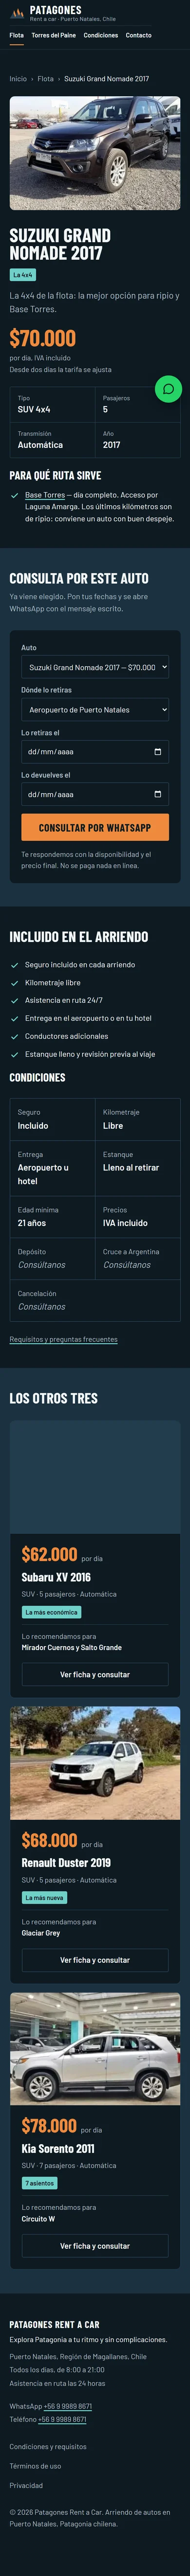 PATAGONES
Rent a car · Puerto Natales, Chile
Flota Torres del Paine Condiciones Contacto
Inicio › Flota › Suzuki Grand Nomade 2017
SUZUKI GRAND
NOMADE 2017
La 4x4
La 4x4 de la flota: la mejor opción para ripio y
Base Torres.
$70.000
por día, IVA incluido
Desde dos días la tarifa se ajusta
Tipo
SUV 4x4
Pasajeros
5
Transmisión
Automática
Año
2017
PARA QUÉ RUTA SIRVE
Base Torres — día completo. Acceso por
Laguna Amarga. Los últimos kilómetros son
de ripio: conviene un auto con buen despeje.
CONSULTA POR ESTE AUTO
Ya viene elegido. Pon tus fechas y se abre
WhatsApp con el mensaje escrito.
Auto
Suzuki Grand Nomade 2017 — $70.000
Dónde lo retiras
Aeropuerto de Puerto Natales
Lo retiras el
dd/mm/aaaa
Lo devuelves el
dd/mm/aaaa
CONSULTAR POR WHATSAPP
Te respondemos con la disponibilidad y el
precio final. No se paga nada en línea.
INCLUIDO EN EL ARRIENDO
Seguro incluido en cada arriendo
Kilometraje libre
Asistencia en ruta 24/7
Entrega en el aeropuerto o en tu hotel
Conductores adicionales
Estanque lleno y revisión previa al viaje
CONDICIONES
Seguro
Incluido
Kilometraje
Libre
Entrega
Aeropuerto u
hotel
Estanque
Lleno al retirar
Edad mínima
21 años
Precios
IVA incluido
Depósito
Consúltanos
Cruce a Argentina
Consúltanos
Cancelación
Consúltanos
Requisitos y preguntas frecuentes
LOS OTROS TRES
$62.000 por día
Subaru XV 2016
SUV · 5 pasajeros · Automática
La más económica
Lo recomendamos para
Mirador Cuernos y Salto Grande
Ver ficha y consultar
$68.000 por día
Renault Duster 2019
SUV · 5 pasajeros · Automática
La más nueva
Lo recomendamos para
Glaciar Grey
Ver ficha y consultar
$78.000 por día
Kia Sorento 2011
SUV · 7 pasajeros · Automática
7 asientos
Lo recomendamos para
Circuito W
Ver ficha y consultar
PATAGONES RENT A CAR
Explora Patagonia a tu ritmo y sin complicaciones.
Puerto Natales, Región de Magallanes, Chile
Todos los días, de 8:00 a 21:00
Asistencia en ruta las 24 horas
WhatsApp +56 9 9989 8671
Teléfono +56 9 9989 8671
Condiciones y requisitos
Términos de uso
Privacidad
© 2026 Patagones Rent a Car. Arriendo de autos en
Puerto Natales, Patagonia chilena.